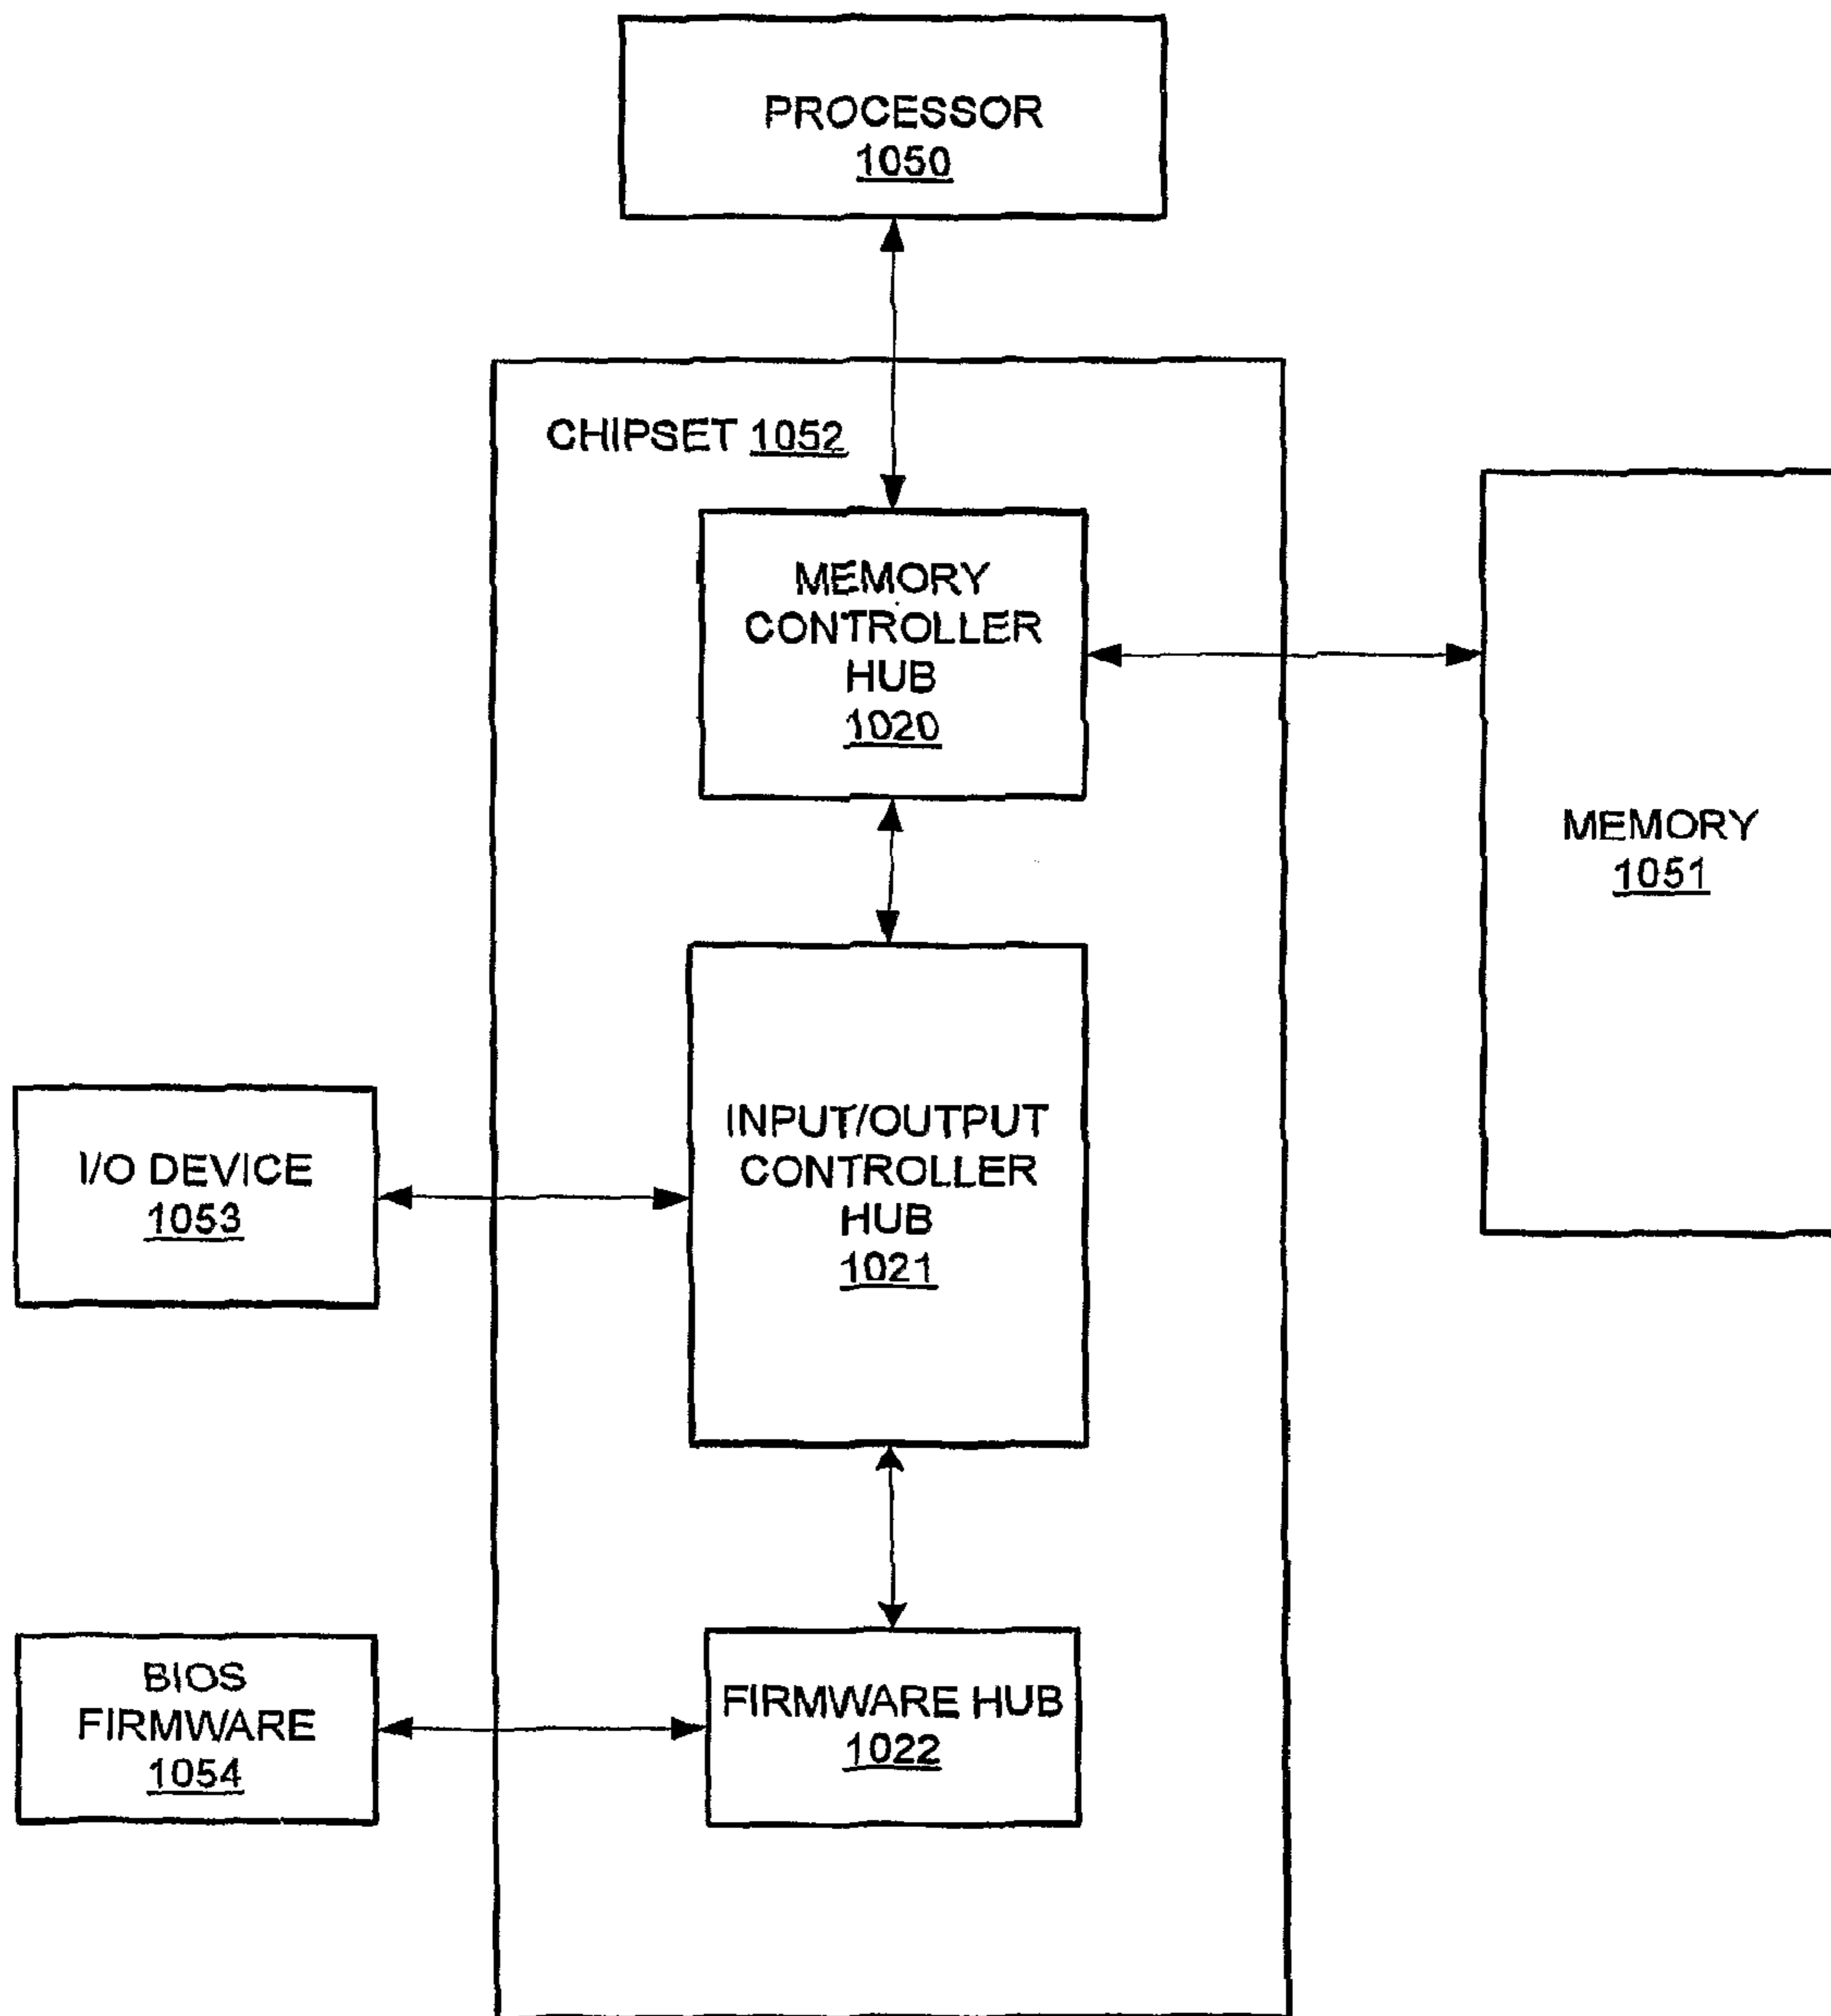 PROCESSOR
1050
CHIPSET 1052
MEMORY
CONTROLLER
HUB
1020
MEMORY
1051
INPUT/OUTPUT
CONTROLLER
HUB
1021
I/O DEVICE
1053
BIOS
FIRMWARE
1054
FIRMWARE HUB
1022